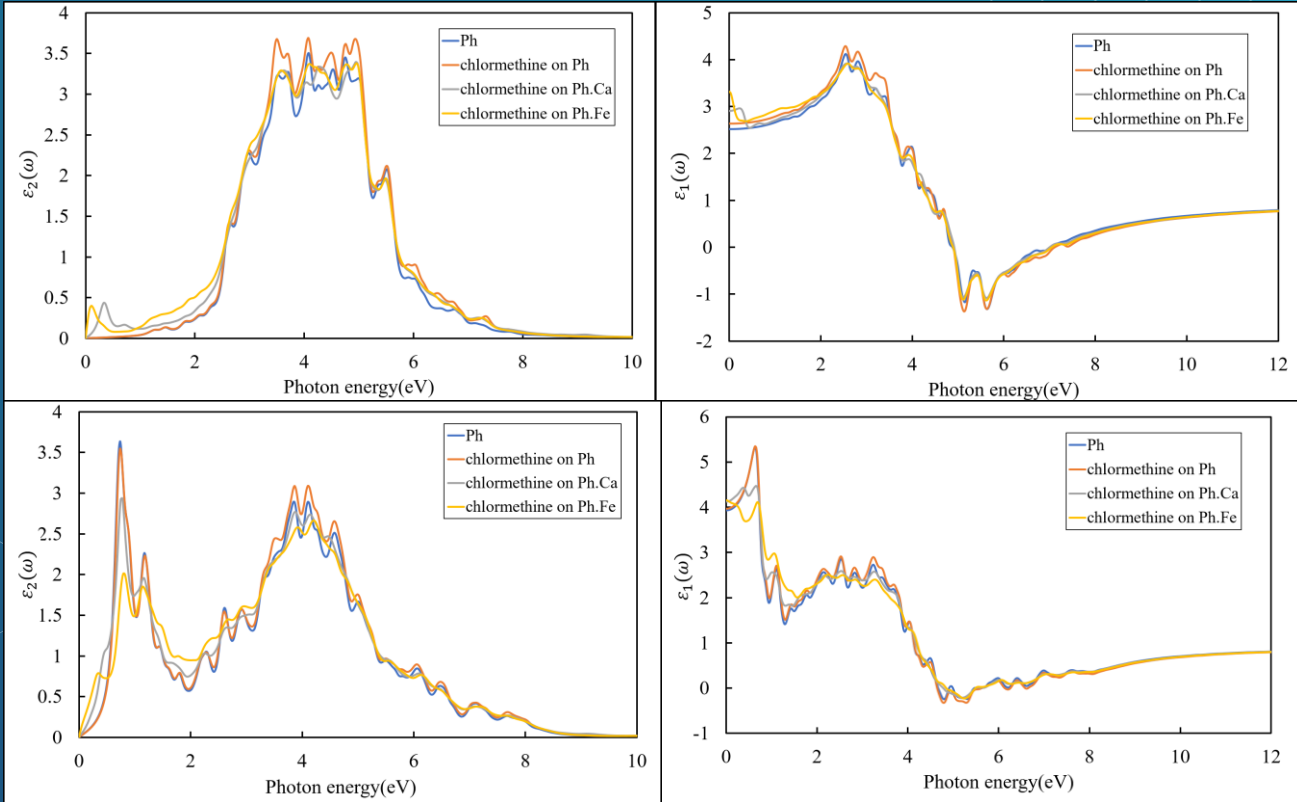 4
3.5
3
2.5
2
1.5
1
0.5
0
ε₂(ω)
Ph
chlormethine on Ph
chlormethine on Ph.Ca
chlormethine on Ph.Fe
0 2 4 6 8 10
Photon energy(eV)
5
4
3
2
1
0
-1
-2
ε₁(ω)
Ph
chlormethine on Ph
chlormethine on Ph.Ca
chlormethine on Ph.Fe
0 2 4 6 8 10 12
Photon energy(eV)
4
3.5
3
2.5
2
1.5
1
0.5
0
ε₂(ω)
Ph
chlormethine on Ph
chlormethine on Ph.Ca
chlormethine on Ph.Fe
0 2 4 6 8 10
Photon energy(eV)
6
5
4
3
2
1
0
-1
ε₁(ω)
Ph
chlormethine on Ph
chlormethine on Ph.Ca
chlormethine on Ph.Fe
0 2 4 6 8 10 12
Photon energy(eV)